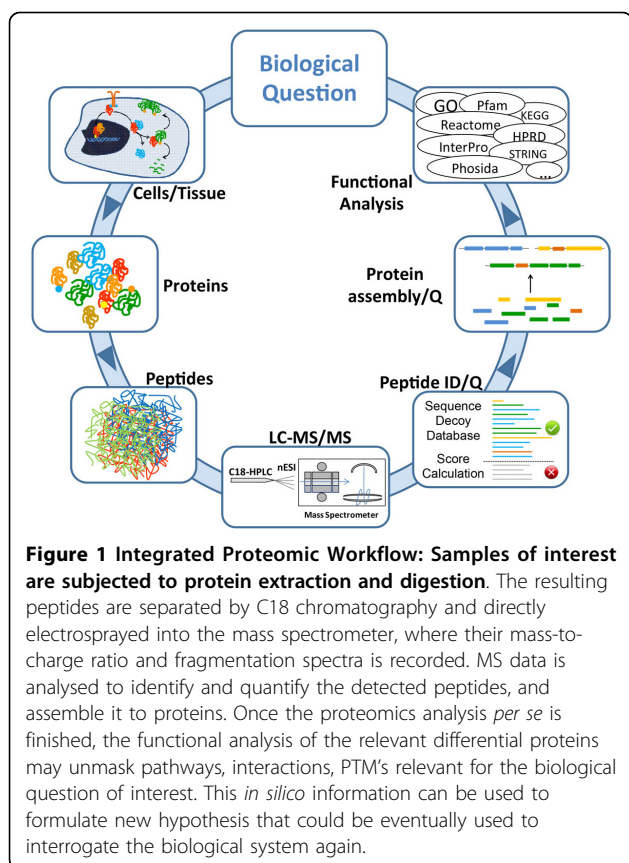 Biological
Question
Cells/Tissue
Proteins
Peptides
LC-MS/MS
C18-HPLC
nESI
Mass Spectrometer
Peptide ID/Q
Sequence
Decoy
Database
Score
Calculation
Protein
assembly/Q
Functional
Analysis
GO
Pfam
KEGG
Reactome
HPRD
InterPro
STRING
Phosida
...
Figure 1 Integrated Proteomic Workflow: Samples of interest
are subjected to protein extraction and digestion. The resulting
peptides are separated by C18 chromatography and directly
electrosprayed into the mass spectrometer, where their mass-to-
charge ratio and fragmentation spectra is recorded. MS data is
analysed to identify and quantify the detected peptides, and
assemble it to proteins. Once the proteomics analysis per se is
finished, the functional analysis of the relevant differential proteins
may unmask pathways, interactions, PTM's relevant for the biological
question of interest. This in silico information can be used to
formulate new hypothesis that could be eventually used to
interrogate the biological system again.